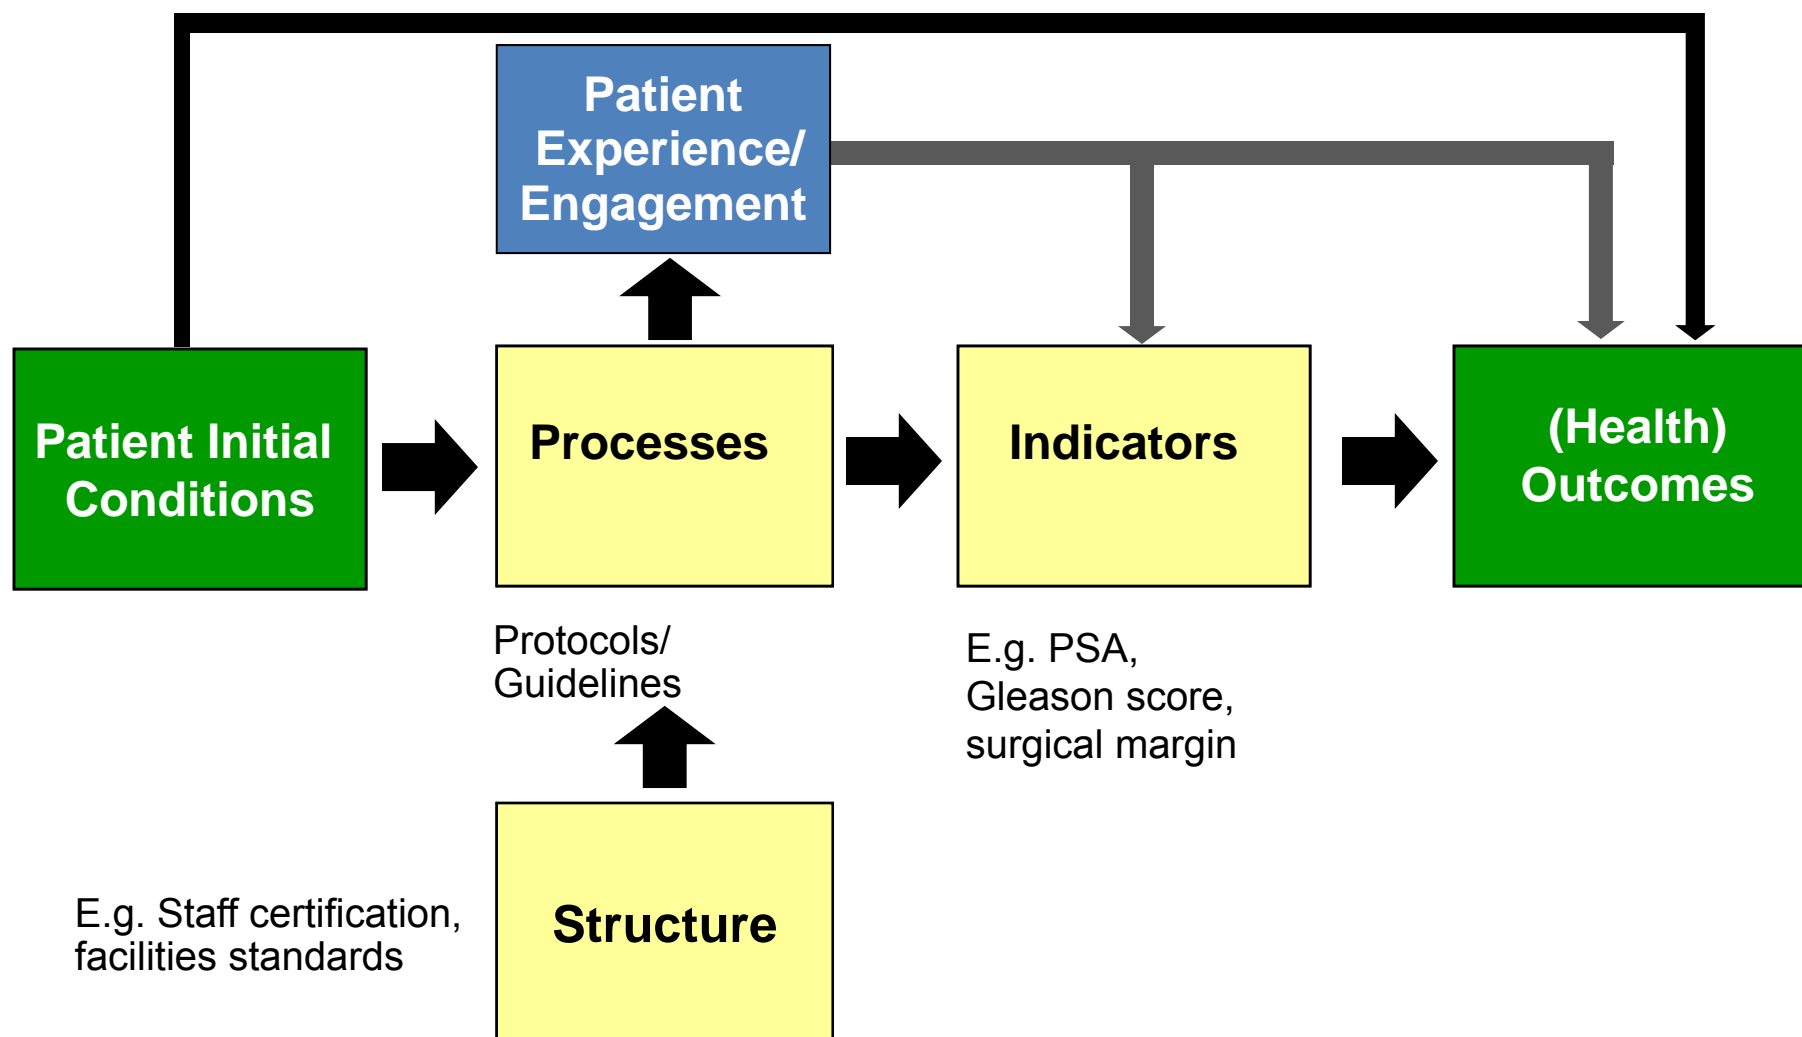 Patient
Experience/
Engagement
Patient Initial
Conditions
Processes
Indicators
(Health)
Outcomes
Protocols/
Guidelines
E.g. PSA,
Gleason score,
surgical margin
E.g. Staff certification,
facilities standards
Structure